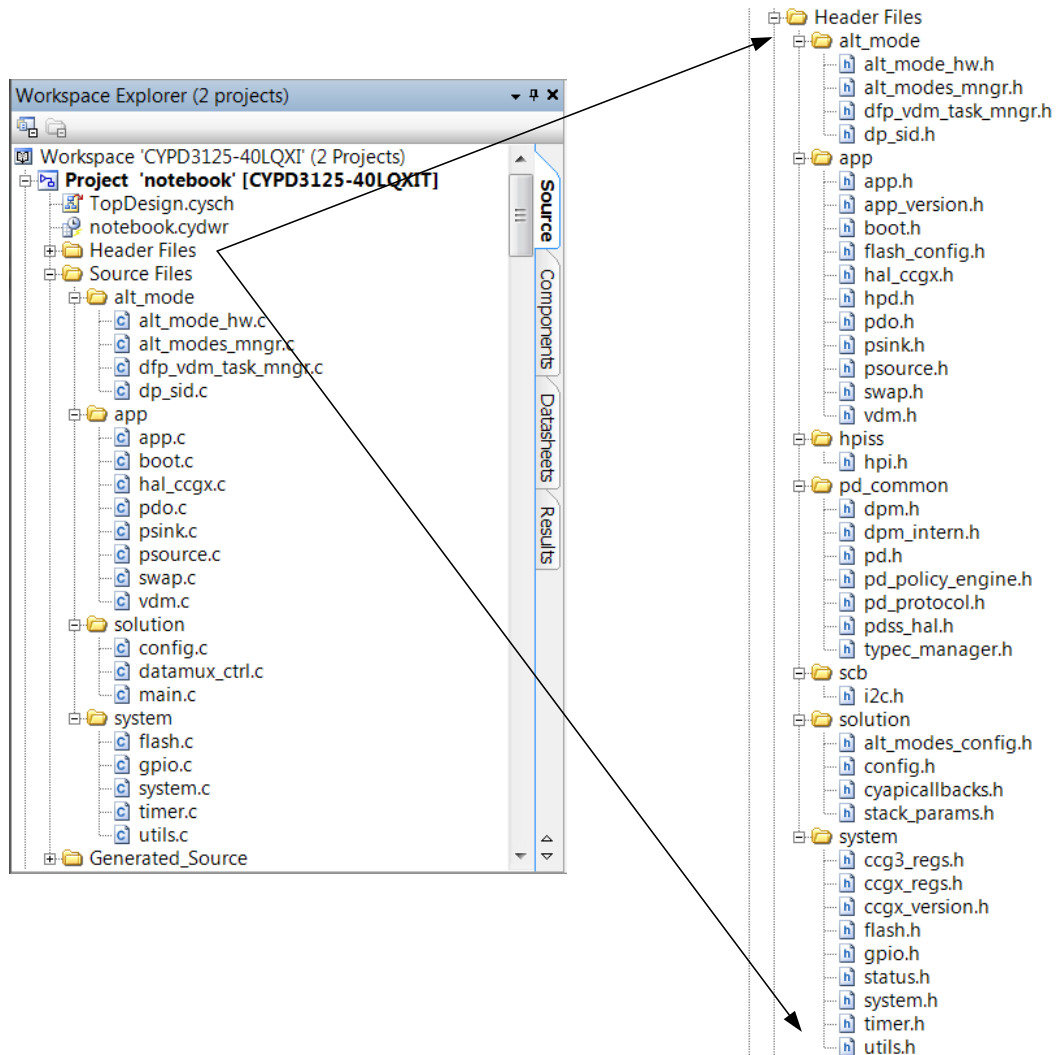 Workspace Explorer (2 projects)
Workspace 'CYPD3125-40LQXI' (2 Projects)
Project 'notebook' [CYPD3125-40LQXIT]
TopDesign.cysch
notebook.cydwr
Header Files
Source Files
alt_mode
alt_mode_hw.c
alt_modes_mngr.c
dfp_vdm_task_mngr.c
dp_sid.c
app
app.c
boot.c
hal_ccgx.c
pdo.c
psink.c
psource.c
swap.c
vdm.c
solution
config.c
datamux_ctrl.c
main.c
system
flash.c
gpio.c
system.c
timer.c
utils.c
Generated_Source
Source
Components
Datasheets
Results
Header Files
alt_mode
alt_mode_hw.h
alt_modes_mngr.h
dfp_vdm_task_mngr.h
dp_sid.h
app
app.h
app_version.h
boot.h
flash_config.h
hal_ccgx.h
hpd.h
pdo.h
psink.h
psource.h
swap.h
vdm.h
hpiss
hpi.h
pd_common
dpm.h
dpm_intern.h
pd.h
pd_policy_engine.h
pd_protocol.h
pdss_hal.h
typec_manager.h
scb
i2c.h
solution
alt_modes_config.h
config.h
cyapicallbacks.h
stack_params.h
system
ccg3_regs.h
ccgx_regs.h
ccgx_version.h
flash.h
gpio.h
status.h
system.h
timer.h
utils.h